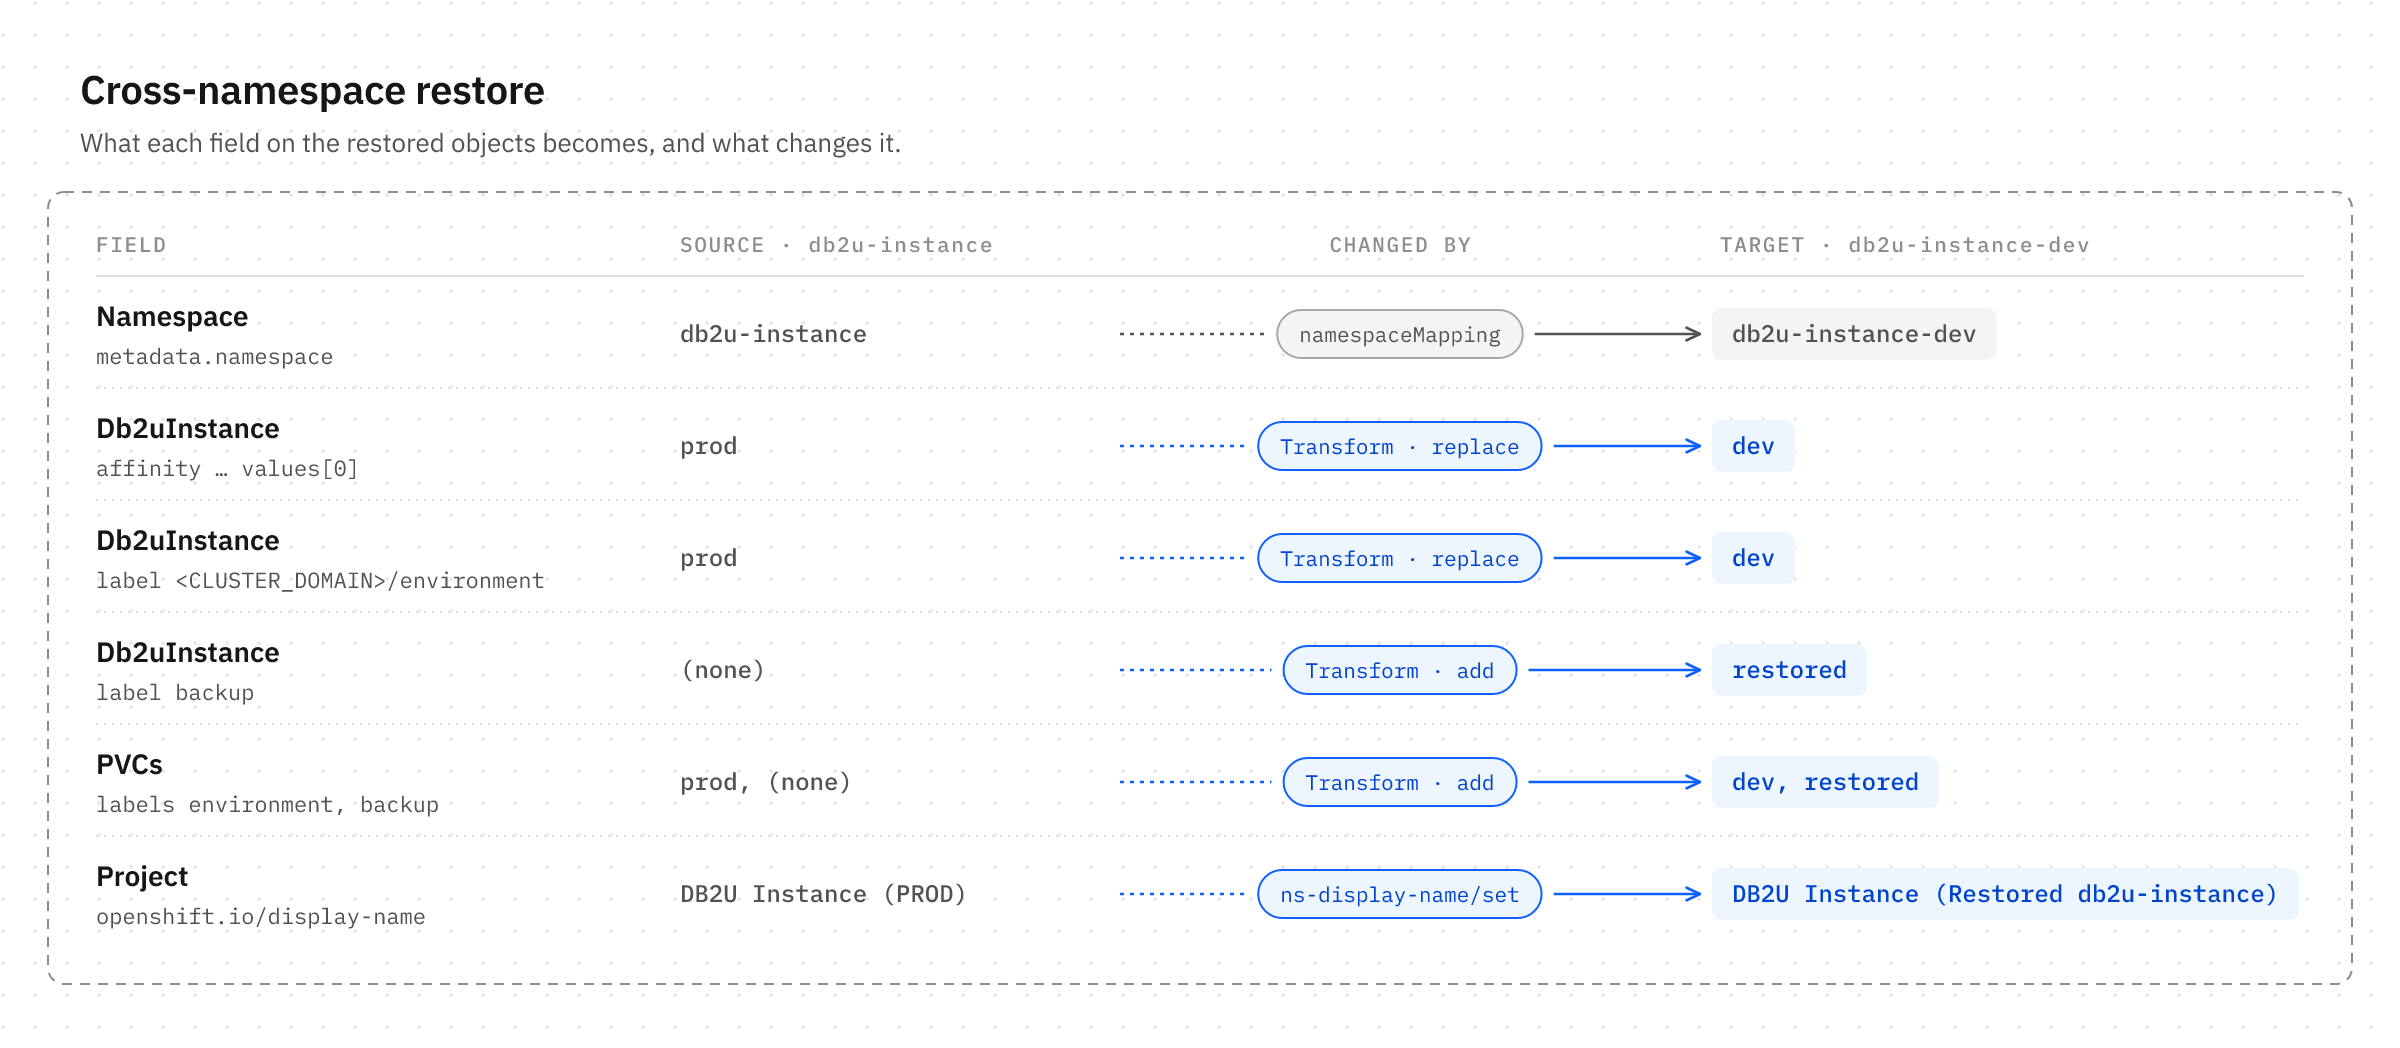 Cross-namespace restore
What each field on the restored objects becomes, and what changes it.
FIELD SOURCE · db2u-instance CHANGED BY TARGET · db2u-instance-dev
Namespace
metadata.namespace
db2u-instance namespaceMapping db2u-instance-dev
Db2uInstance
affinity … values[0]
prod Transform · replace dev
Db2uInstance
label <CLUSTER_DOMAIN>/environment
prod Transform · replace dev
Db2uInstance
label backup
(none) Transform · add restored
PVCs
labels environment, backup
prod, (none) Transform · add dev, restored
Project
openshift.io/display-name
DB2U Instance (PROD) ns-display-name/set DB2U Instance (Restored db2u-instance)